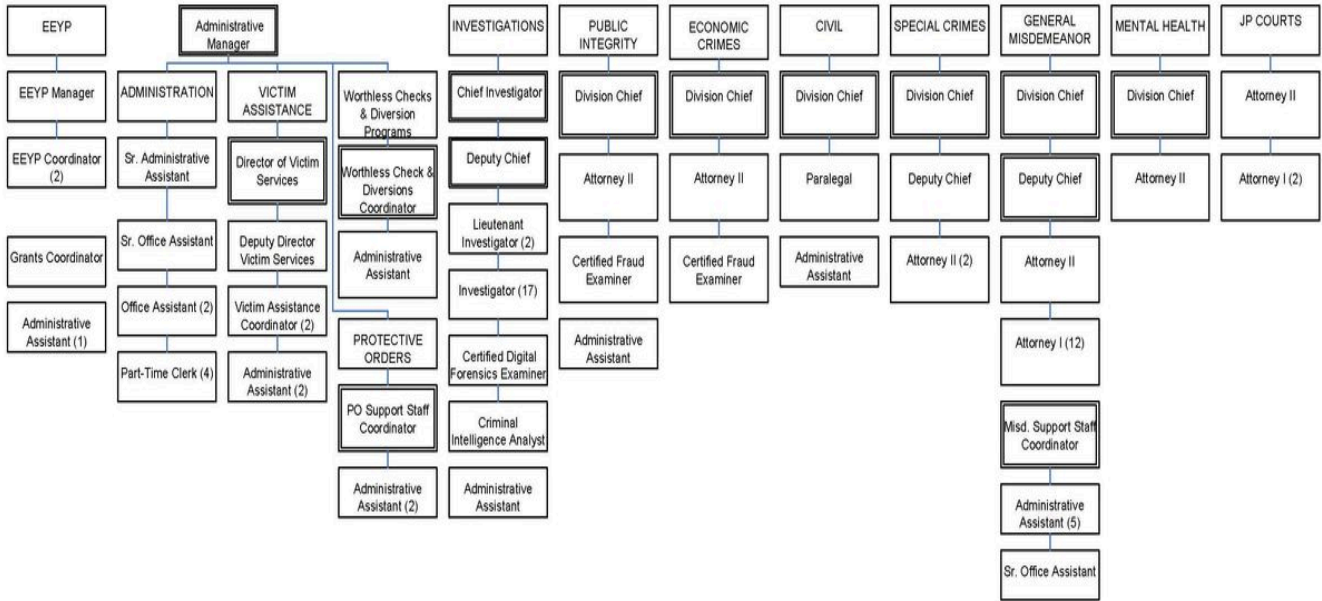 EEYP
EEYP Manager
EEYP Coordinator
(2)
Grants Coordinator
Administrative
Assistant (1)
Administrative
Manager
ADMINISTRATION
Sr. Administrative
Assistant
Sr. Office Assistant
Office Assistant (2)
Part-Time Clerk (4)
VICTIM
ASSISTANCE
Director of Victim
Services
Deputy Director
Victim Services
Victim Assistance
Coordinator (2)
Administrative
Assistant (2)
Worthless Checks
& Diversion
Programs
Worthless Check &
Diversions
Coordinator
Administrative
Assistant
PROTECTIVE
ORDERS
PO Support Staff
Coordinator
Administrative
Assistant (2)
INVESTIGATIONS
Chief Investigator
Deputy Chief
Lieutenant
Investigator (2)
Investigator (17)
Certified Digital
Forensics Examiner
Criminal
Intelligence Analyst
Administrative
Assistant
PUBLIC
INTEGRITY
Division Chief
Attorney II
Certified Fraud
Examiner
Administrative
Assistant
ECONOMIC
CRIMES
Division Chief
Attorney II
Certified Fraud
Examiner
CIVIL
Division Chief
Paralegal
Administrative
Assistant
SPECIAL CRIMES
Division Chief
Deputy Chief
Attorney II (2)
GENERAL
MISDEMEANOR
Division Chief
Deputy Chief
Attorney II
Attorney I (12)
Misd. Support Staff
Coordinator
Administrative
Assistant (5)
Sr. Office Assistant
MENTAL HEALTH
Division Chief
Attorney II
JP COURTS
Attorney II
Attorney I (2)